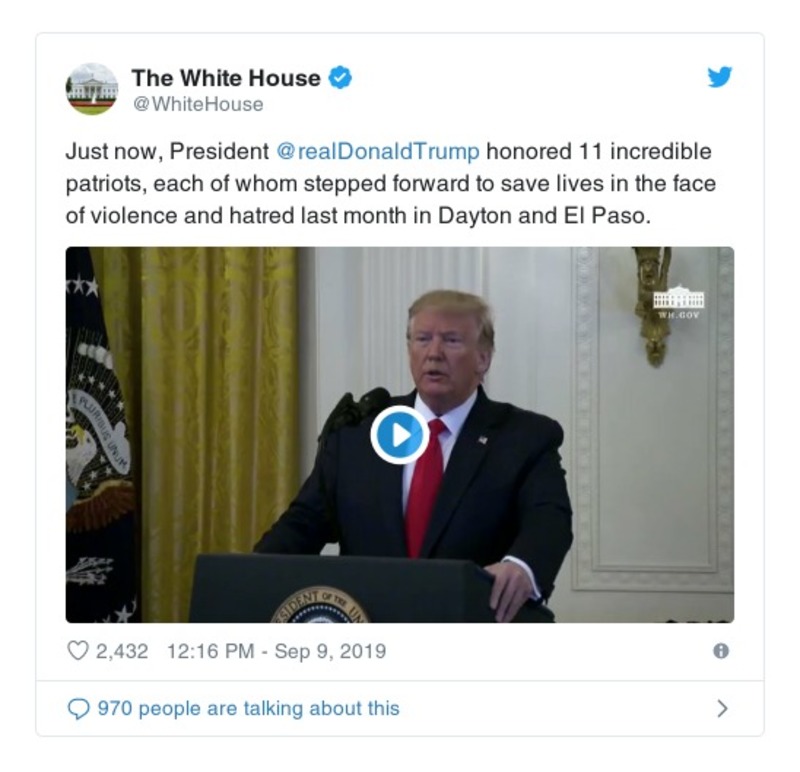 The White House
@WhiteHouse
Just now, President @realDonaldTrump honored 11 incredible
patriots, each of whom stepped forward to save lives in the face
of violence and hatred last month in Dayton and El Paso.
WH.GOV
E PLURIBUS UNUM
SIDENT OF THE UN
2,432 12:16 PM - Sep 9, 2019
970 people are talking about this